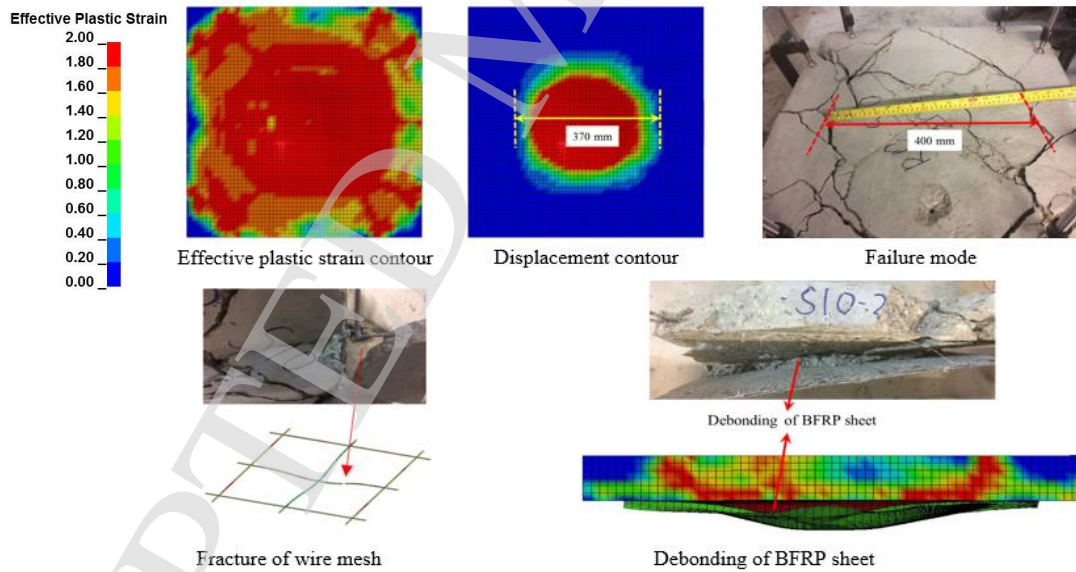 Effective Plastic Strain
2.00
1.80
1.60
1.40
1.20
1.00
0.80
0.60
0.40
0.20
0.00
370 mm
400 mm
Effective plastic strain contour
Displacement contour
Failure mode
S10-2
Debonding of BFRP sheet
Fracture of wire mesh
Debonding of BFRP sheet